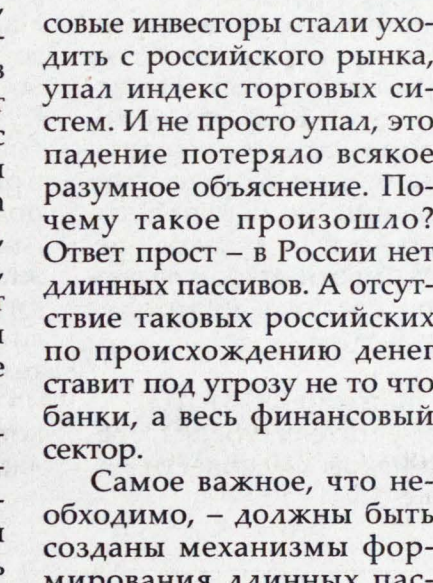 совые инвесторы стали ухо-
дить с российского рынка,
упал индекс торговых си-
стем. И не просто упал, это
падение потеряло всякое
разумное объяснение. По-
чему такое произошло?
Ответ прост – в России нет
длинных пассивов. А отсут-
ствие таковых российских
по происхождению денег
ставит под угрозу не то что
банки, а весь финансовый
сектор.
Самое важное, что не-
обходимо, – должны быть
созданы механизмы фор-
мирования длинных пас-